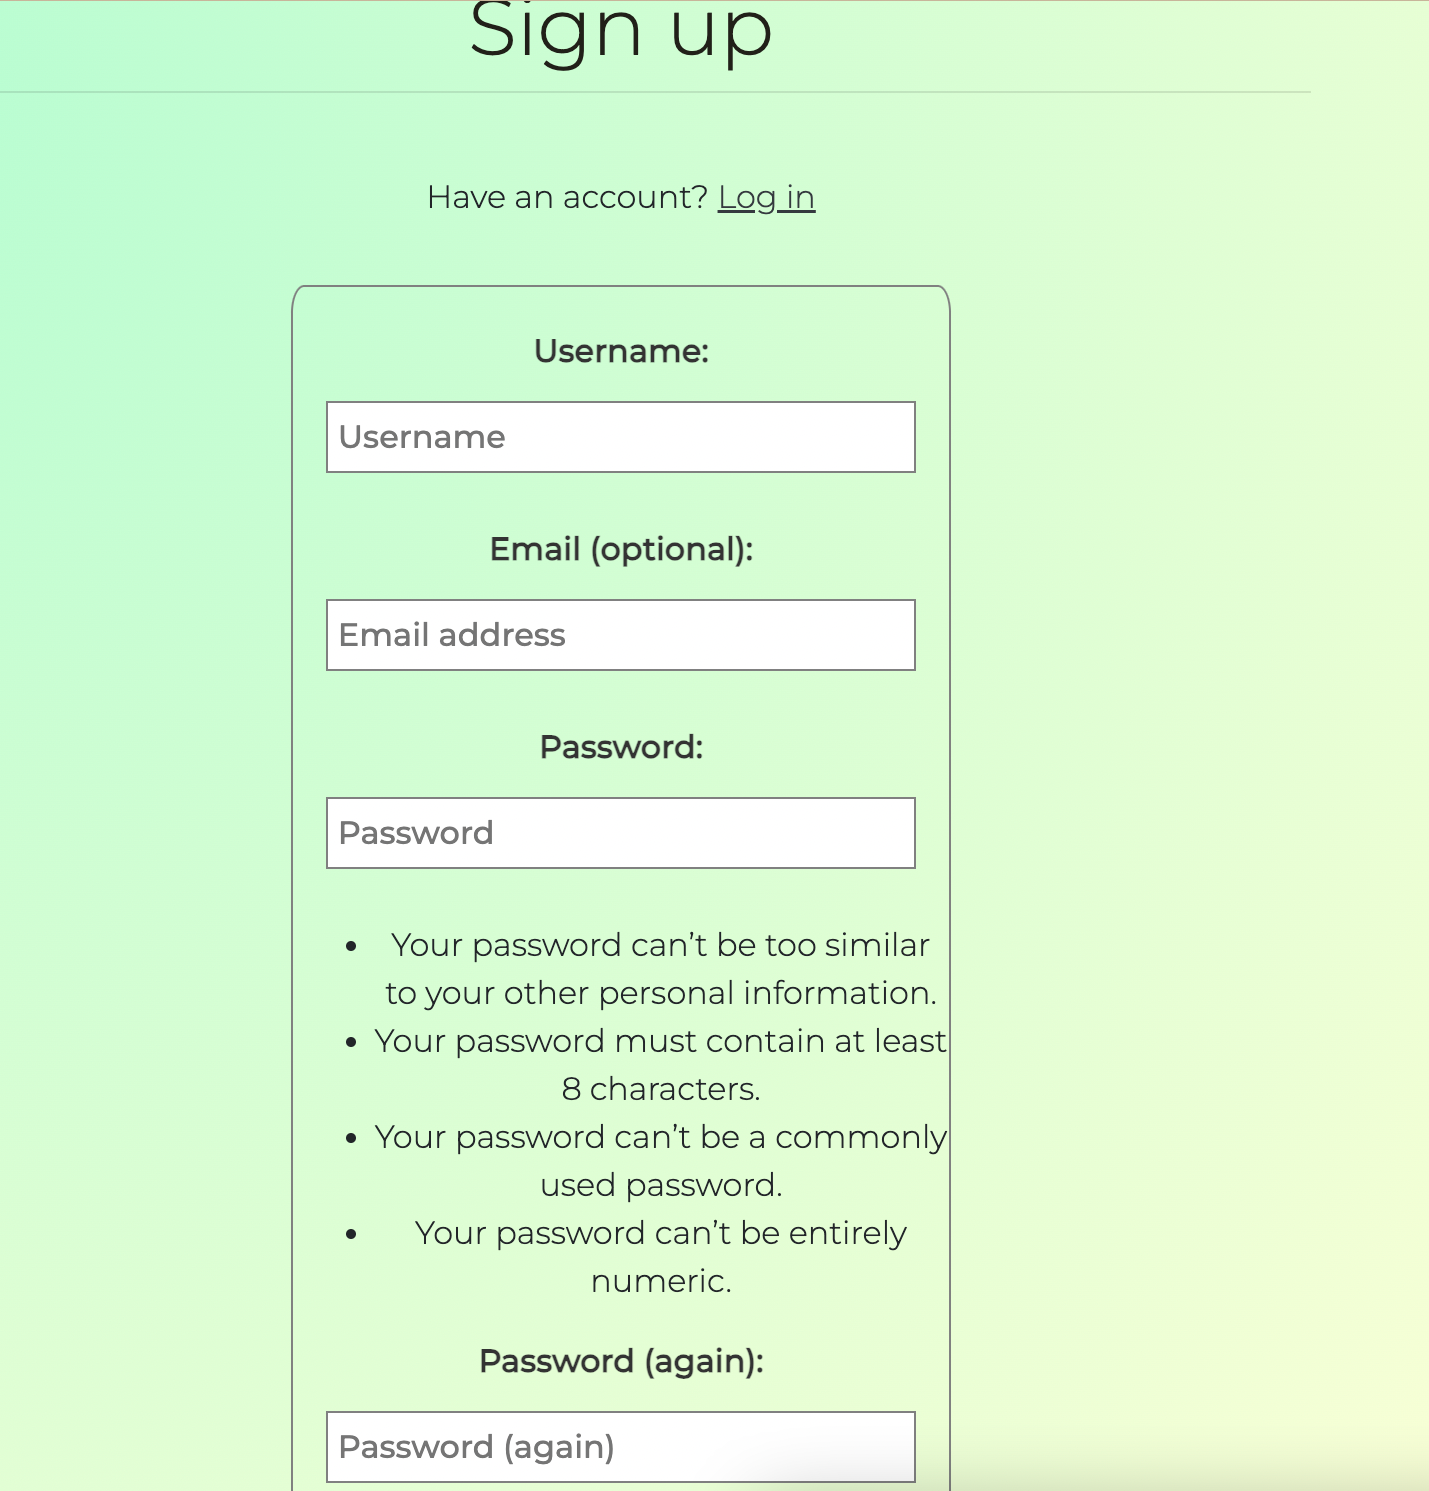 Sign up
Have an account? Log in
Username:
Username
Email (optional):
Email address
Password:
Password
• Your password can’t be too similar
to your other personal information.
• Your password must contain at least
8 characters.
• Your password can’t be a commonly
used password.
• Your password can’t be entirely
numeric.
Password (again):
Password (again)